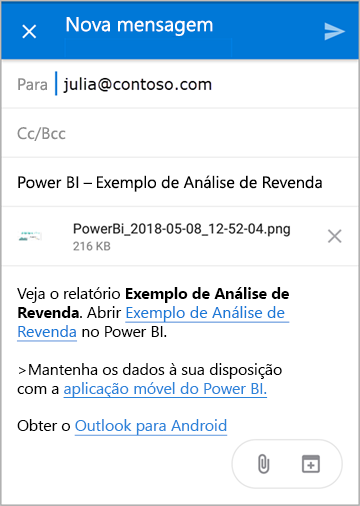 Nova mensagem
Para julia@contoso.com
Cc/Bcc
Power BI – Exemplo de Análise de Revenda
PowerBi_2018-05-08_12-52-04.png
216 KB
Veja o relatório Exemplo de Análise de
Revenda. Abrir Exemplo de Análise de
Revenda no Power BI.
>Mantenha os dados à sua disposição
com a aplicação móvel do Power BI.
Obter o Outlook para Android